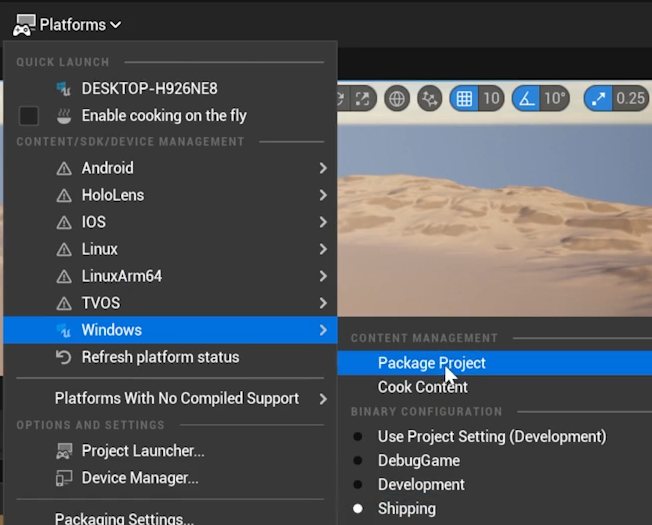 Platforms
QUICK LAUNCH
DESKTOP-H926NE8
Enable cooking on the fly
CONTENT/SDK/DEVICE MANAGEMENT
Android
HoloLens
IOS
Linux
LinuxArm64
TVOS
Windows
Refresh platform status
Platforms With No Compiled Support
OPTIONS AND SETTINGS
Project Launcher...
Device Manager...
Packaging Settings...
10
10°
0.25
CONTENT MANAGEMENT
Package Project
Cook Content
BINARY CONFIGURATION
Use Project Setting (Development)
DebugGame
Development
Shipping